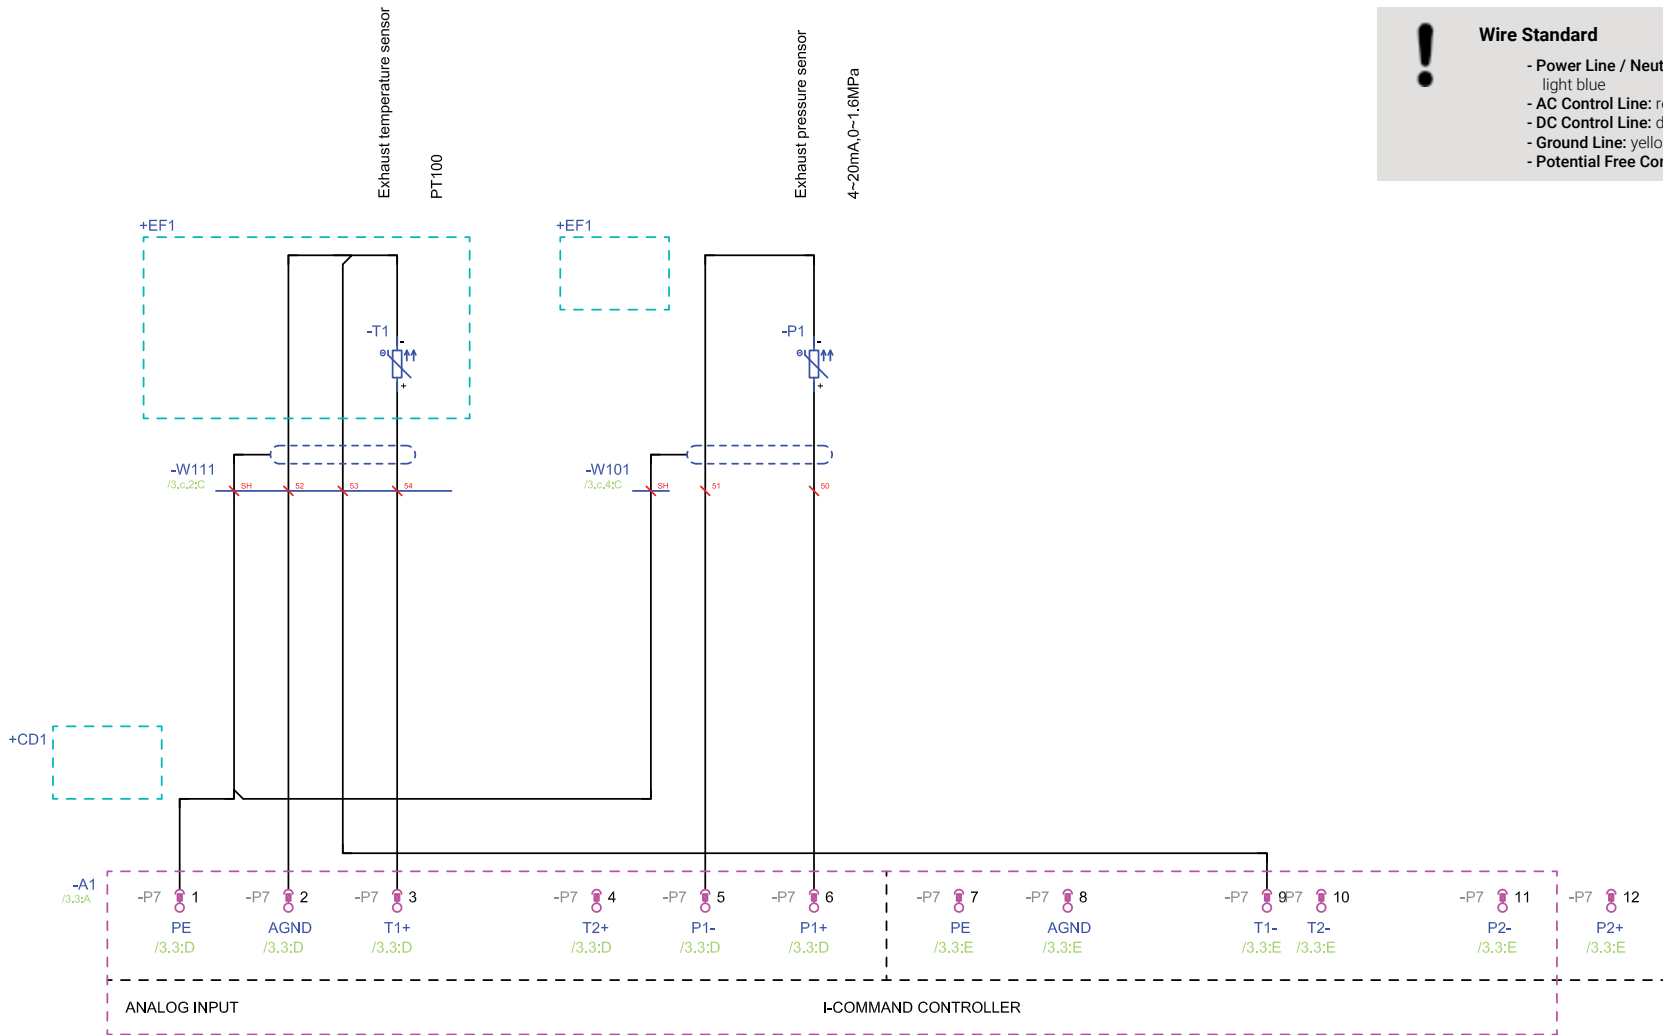 Exhaust temperature sensor
PT100
Exhaust pressure sensor
4~20mA,0~1.6MPa
Wire Standard
- Power Line / Neut
light blue
- AC Control Line: r
- DC Control Line: d
- Ground Line: yello
- Potential Free Con
+EF1
+EF1
-T1
-
+
-P1
-
+
-W111
/3.c.2:C
SH 52 53 54
-W101
/3.c.4:C
SH 51 50
+CD1
-A1
/3.3:A
-P7 1 -P7 2 -P7 3 -P7 4 -P7 5 -P7 6 -P7 7 -P7 8 -P7 9 -P7 10 -P7 11 -P7 12
PE AGND T1+ T2+ P1- P1+ PE AGND T1- T2- P2- P2+
/3.3:D /3.3:D /3.3:D /3.3:D /3.3:D /3.3:D /3.3:E /3.3:E /3.3:E /3.3:E /3.3:E /3.3:E
ANALOG INPUT I-COMMAND CONTROLLER